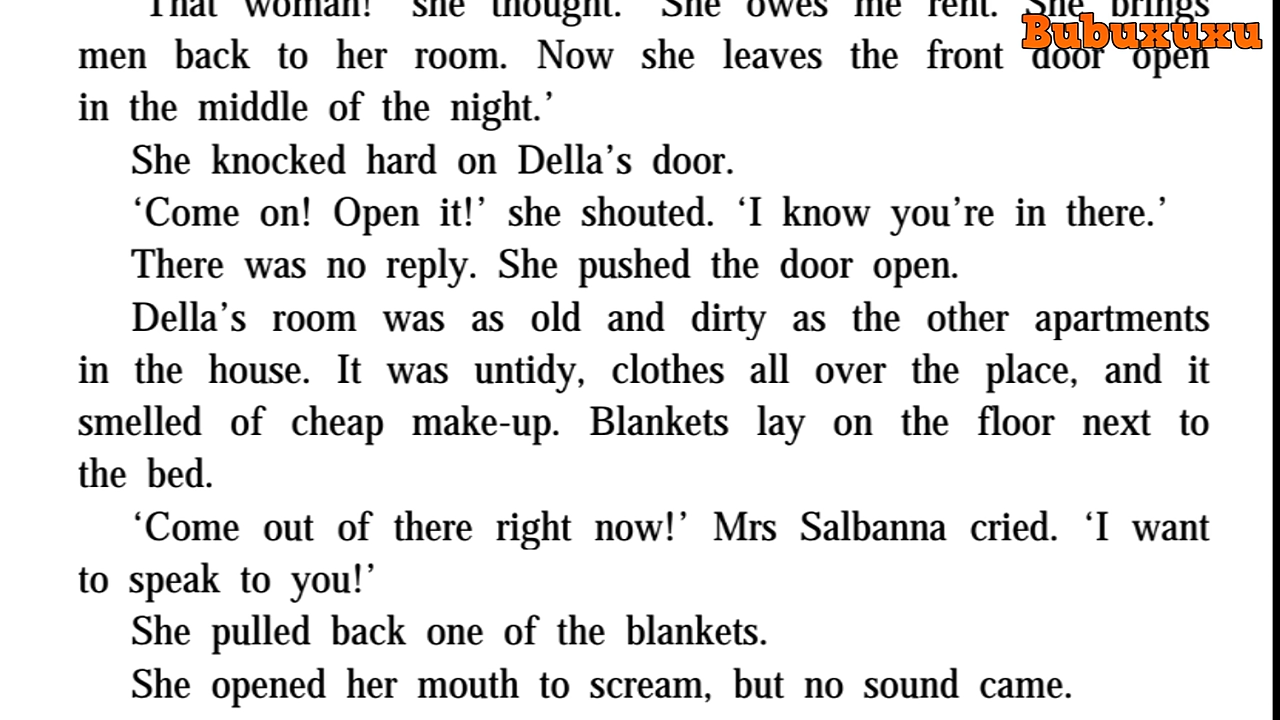 'That woman!' she thought. 'She owes me rent. She brings
Bubuxuxu
men back to her room. Now she leaves the front door open
in the middle of the night.’
She knocked hard on Della’s door.
‘Come on! Open it!’ she shouted. ‘I know you’re in there.’
There was no reply. She pushed the door open.
Della’s room was as old and dirty as the other apartments
in the house. It was untidy, clothes all over the place, and it
smelled of cheap make-up. Blankets lay on the floor next to
the bed.
‘Come out of there right now!’ Mrs Salbanna cried. ‘I want
to speak to you!’
She pulled back one of the blankets.
She opened her mouth to scream, but no sound came.